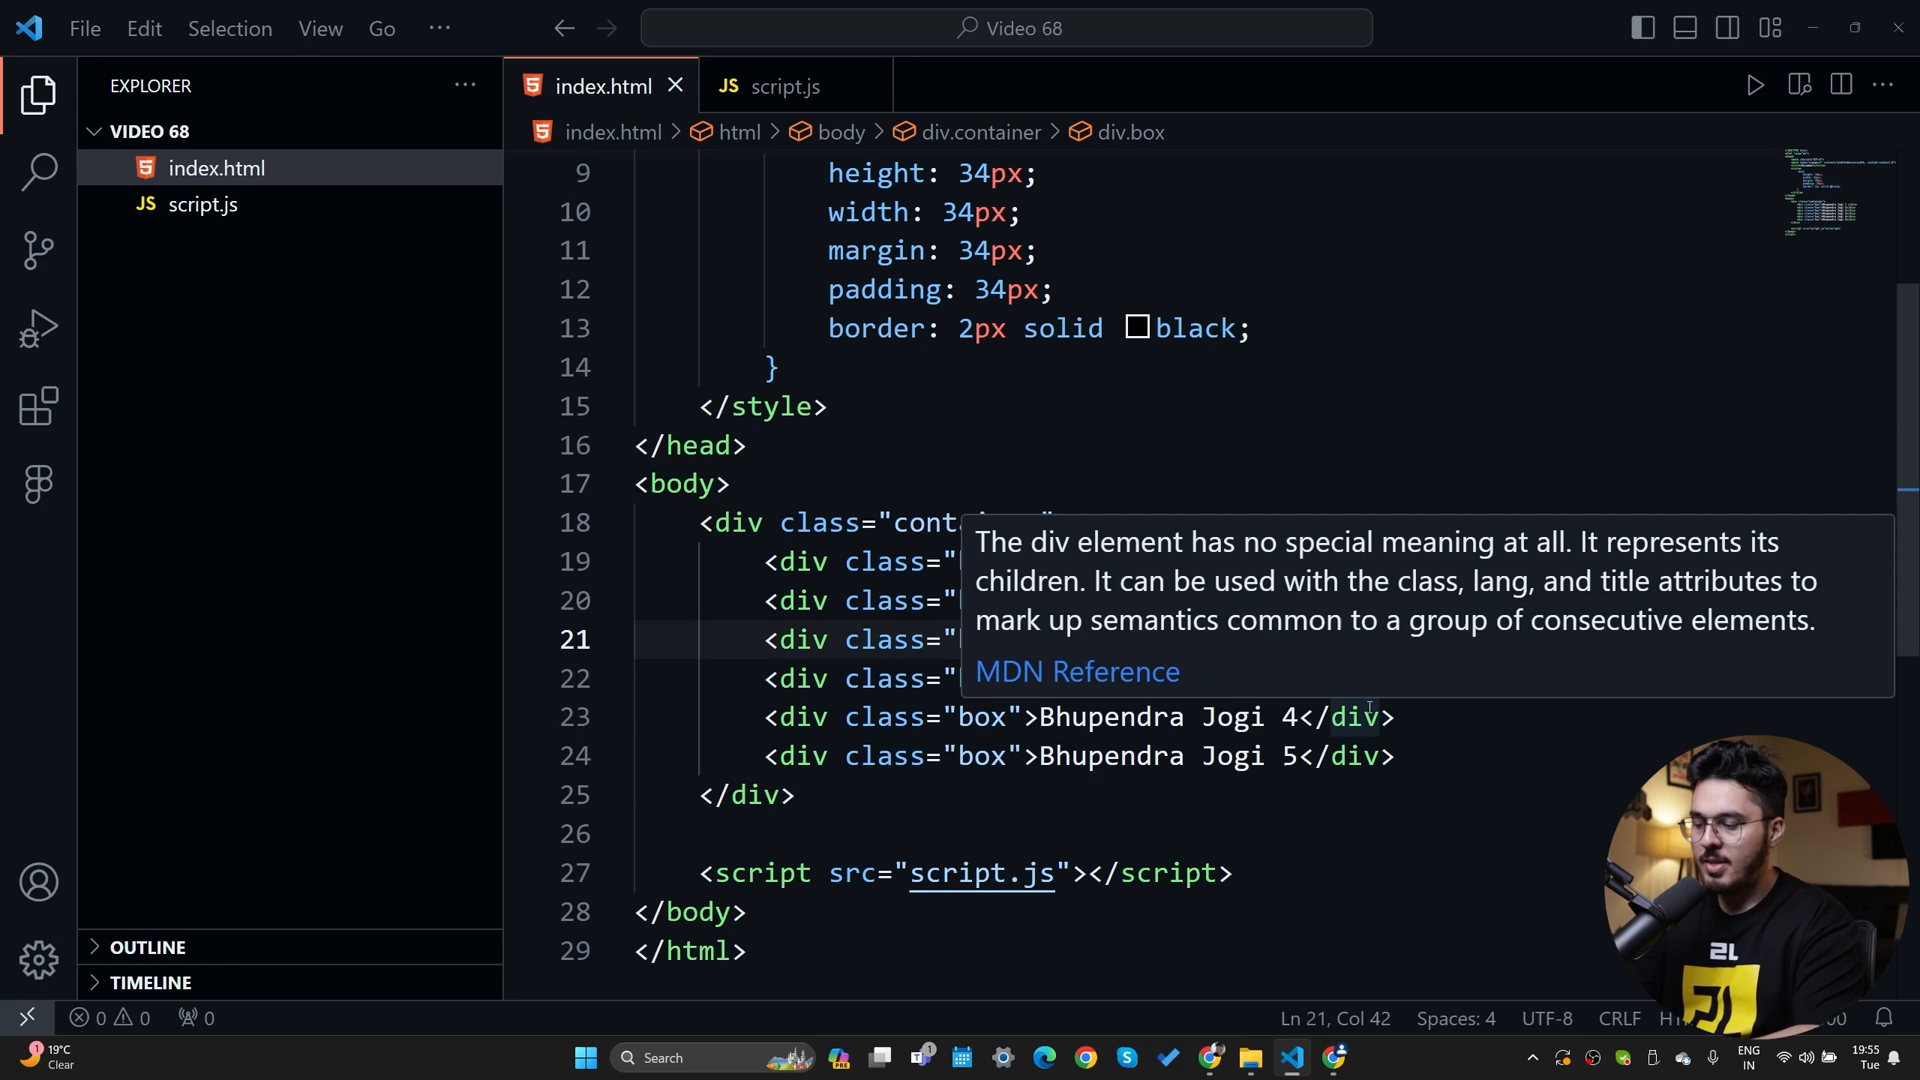 File Edit Selection View Go ··· Video 68
EXPLORER ···
VIDEO 68
index.html
JS script.js
OUTLINE
TIMELINE
index.html JS script.js
index.html > html > body > div.container > div.box
9 height: 34px;
10 width: 34px;
11 margin: 34px;
12 padding: 34px;
13 border: 2px solid black;
14 }
15 </style>
16 </head>
17 <body>
18 <div class="cont
19 <div class="
20 <div class="
21 <div class="
22 <div class="
The div element has no special meaning at all. It represents its
children. It can be used with the class, lang, and title attributes to
mark up semantics common to a group of consecutive elements.
MDN Reference
23 <div class="box">Bhupendra Jogi 4</div>
24 <div class="box">Bhupendra Jogi 5</div>
25 </div>
26
27 <script src="script.js"></script>
28 </body>
29 </html>
0 0 0 Ln 21, Col 42 Spaces: 4 UTF-8 CRLF
1 19°C
Clear
Search
PRE
1
ENG
IN
19:55
Tue